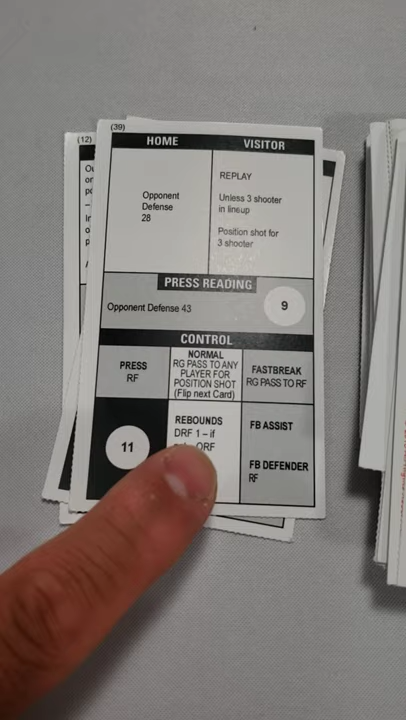 (12)
(39)
HOME
VISITOR
Opponent
Defense
28
REPLAY
Unless 3 shooter
in lineup
Position shot for
3 shooter
PRESS READING
Opponent Defense 43
9
CONTROL
PRESS
RF
NORMAL
RG PASS TO ANY
PLAYER FOR
POSITION SHOT
(Flip next Card)
FASTBREAK
RG PASS TO RF
11
REBOUNDS
DRF 1 – if
ORF
FB ASSIST
FB DEFENDER
RF